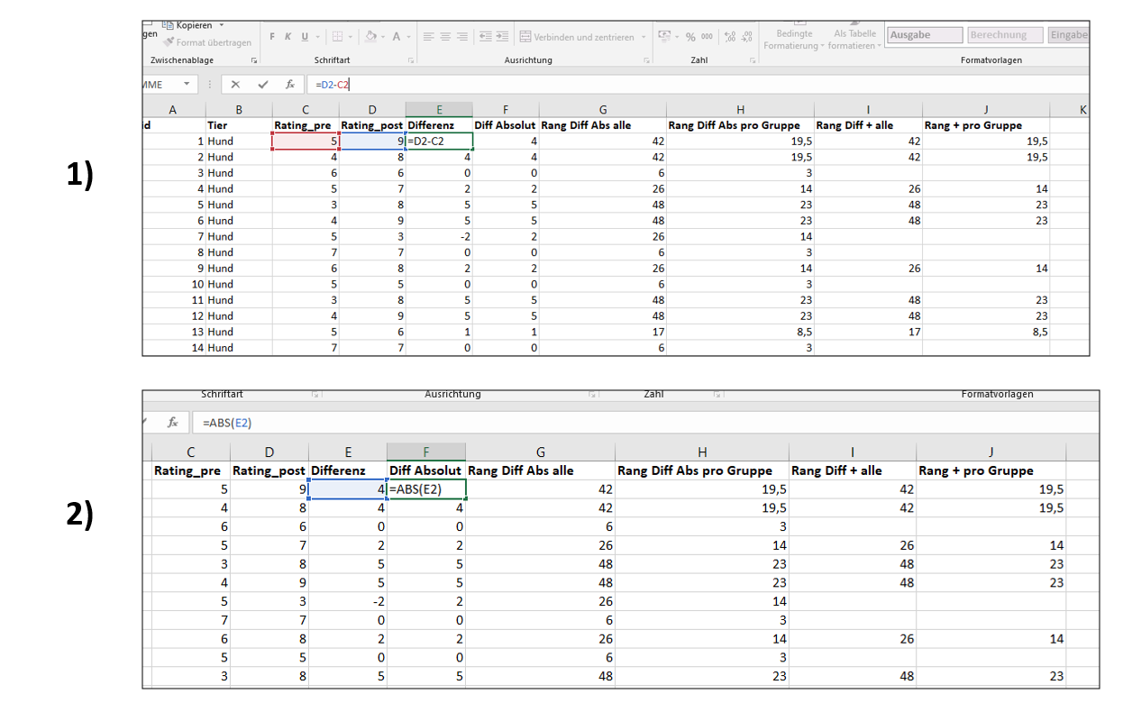 1)
gen
Kopieren
Format übertragen
Zwischenablage
F K U
A
Schriftart
Verbinden und zentrieren
Ausrichtung
% 000
Zahl
Bedingte Formatierung
Als Tabelle formatieren
Ausgabe Berechnung Eingabe
Formatvorlagen
MME fx =D2-C2
A B C D E F G H I J K
id Tier Rating_pre Rating_post Differenz Diff Absolut Rang Diff Abs alle Rang Diff Abs pro Gruppe Rang Diff + alle Rang + pro Gruppe
1 Hund 5 9 =D2-C2 4 42 19,5 42 19,5
2 Hund 4 8 4 4 42 19,5 42 19,5
3 Hund 6 6 0 0 6 3
4 Hund 5 7 2 2 26 14 26 14
5 Hund 3 8 5 5 48 23 48 23
6 Hund 4 9 5 5 48 23 48 23
7 Hund 5 3 -2 2 26 14
8 Hund 7 7 0 0 6 3
9 Hund 6 8 2 2 26 14 26 14
10 Hund 5 5 0 0 6 3
11 Hund 3 8 5 5 48 23 48 23
12 Hund 4 9 5 5 48 23 48 23
13 Hund 5 6 1 1 17 8,5 17 8,5
14 Hund 7 7 0 0 6 3
2)
Schriftart Ausrichtung Zahl Formatvorlagen
fx =ABS(E2)
C D E F G H I J
Rating_pre Rating_post Differenz Diff Absolut Rang Diff Abs alle Rang Diff Abs pro Gruppe Rang Diff + alle Rang + pro Gruppe
5 9 4 =ABS(E2) 42 19,5 42 19,5
4 8 4 4 42 19,5 42 19,5
6 6 0 0 6 3
5 7 2 2 26 14 26 14
3 8 5 5 48 23 48 23
4 9 5 5 48 23 48 23
5 3 -2 2 26 14
7 7 0 0 6 3
6 8 2 2 26 14 26 14
5 5 0 0 6 3
3 8 5 5 48 23 48 23